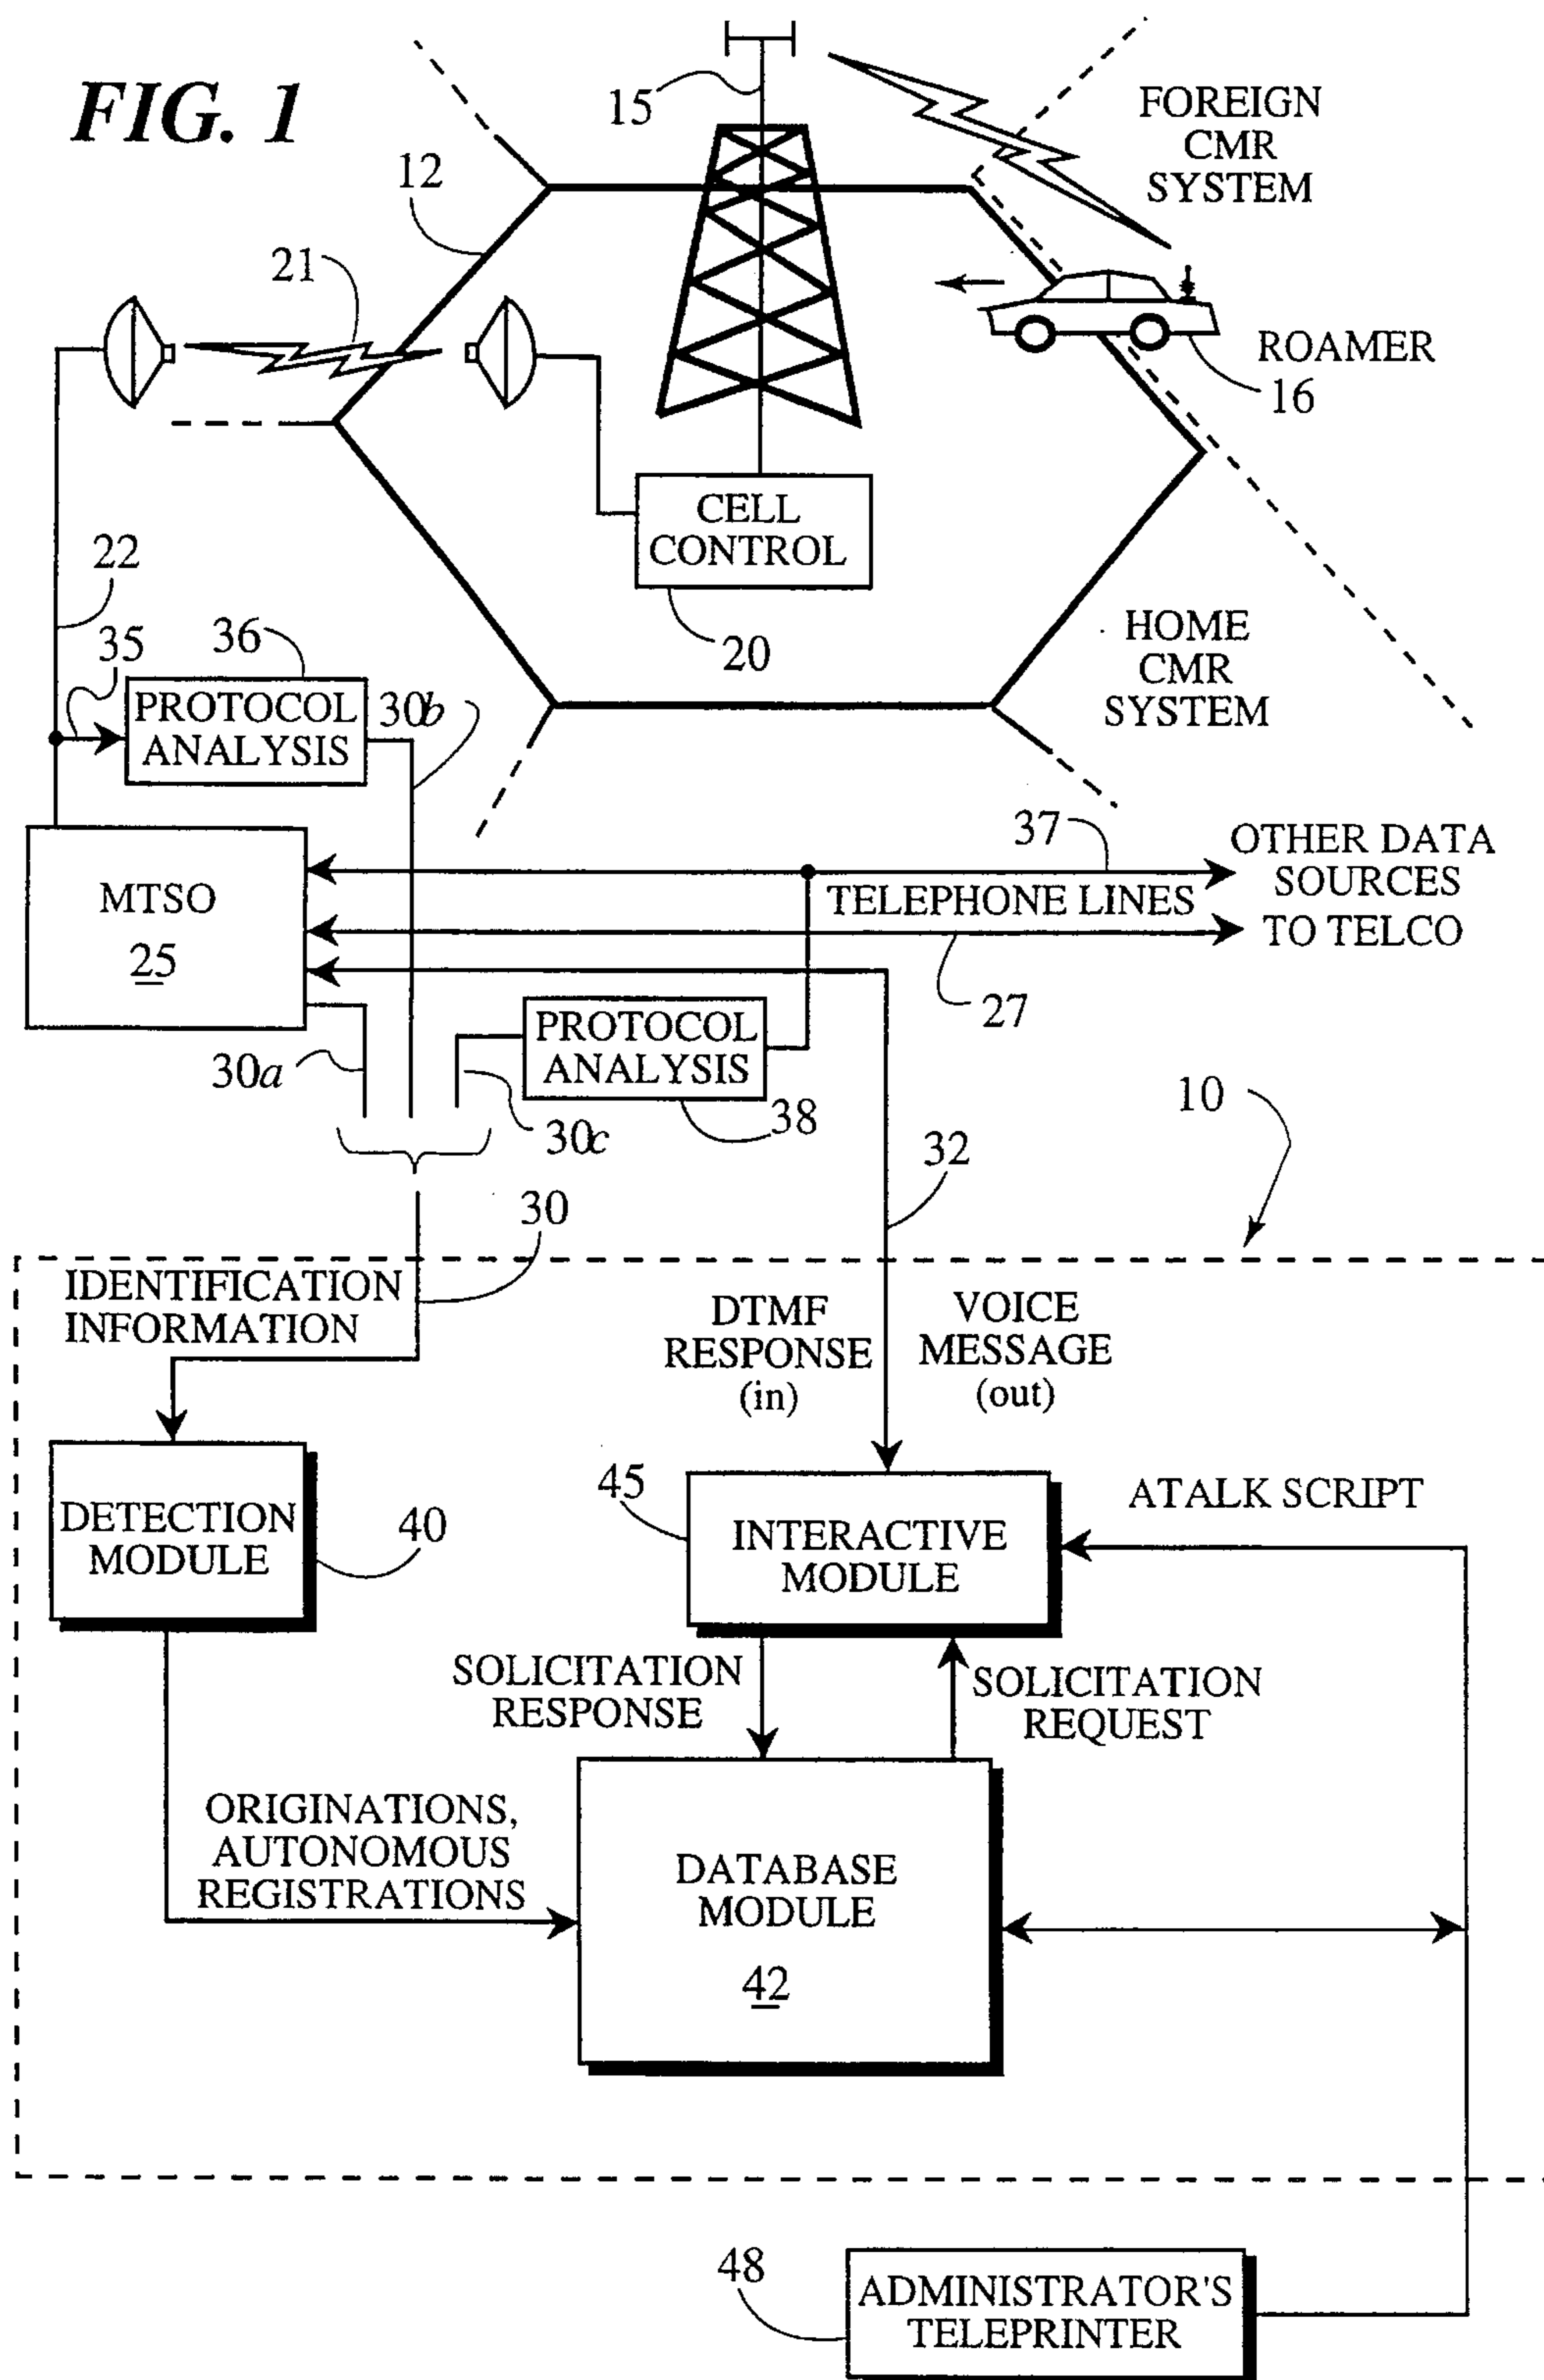 FIG. 1
15
FOREIGN
CMR
SYSTEM
12
21
ROAMER
16
CELL
CONTROL
20
22
35
36
PROTOCOL
ANALYSIS
30b
HOME
CMR
SYSTEM
37
OTHER DATA
SOURCES
MTSO
25
TELEPHONE LINES
TO TELCO
27
30a
PROTOCOL
ANALYSIS
38
30c
10
32
30
IDENTIFICATION
INFORMATION
DTMF
RESPONSE
(in)
VOICE
MESSAGE
(out)
DETECTION
MODULE
40
45
INTERACTIVE
MODULE
ATALK SCRIPT
SOLICITATION
RESPONSE
SOLICITATION
REQUEST
ORIGINATIONS,
AUTONOMOUS
REGISTRATIONS
DATABASE
MODULE
42
48
ADMINISTRATOR'S
TELEPRINTER